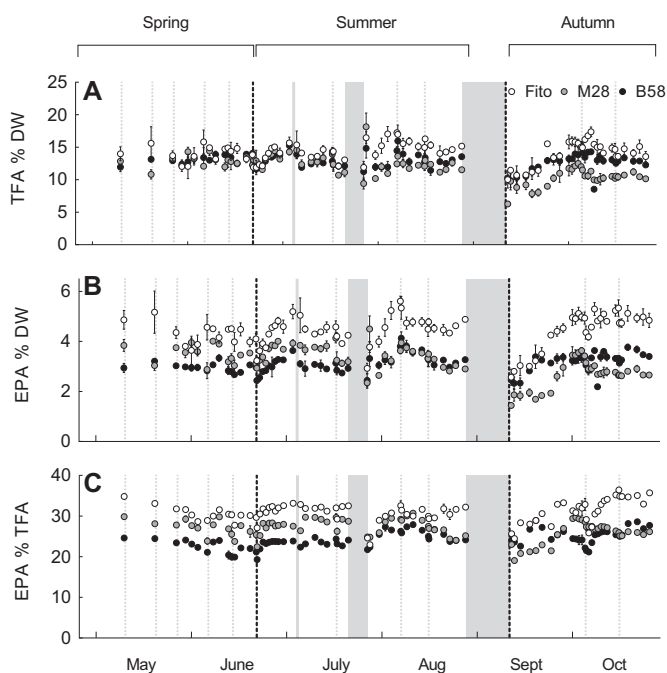 Spring Summer Autumn
A
Fito M28 B58
TFA % DW
25
20
15
10
5
0
B
EPA % DW
6
4
2
0
C
EPA % TFA
40
30
20
10
0
May June July Aug Sept Oct